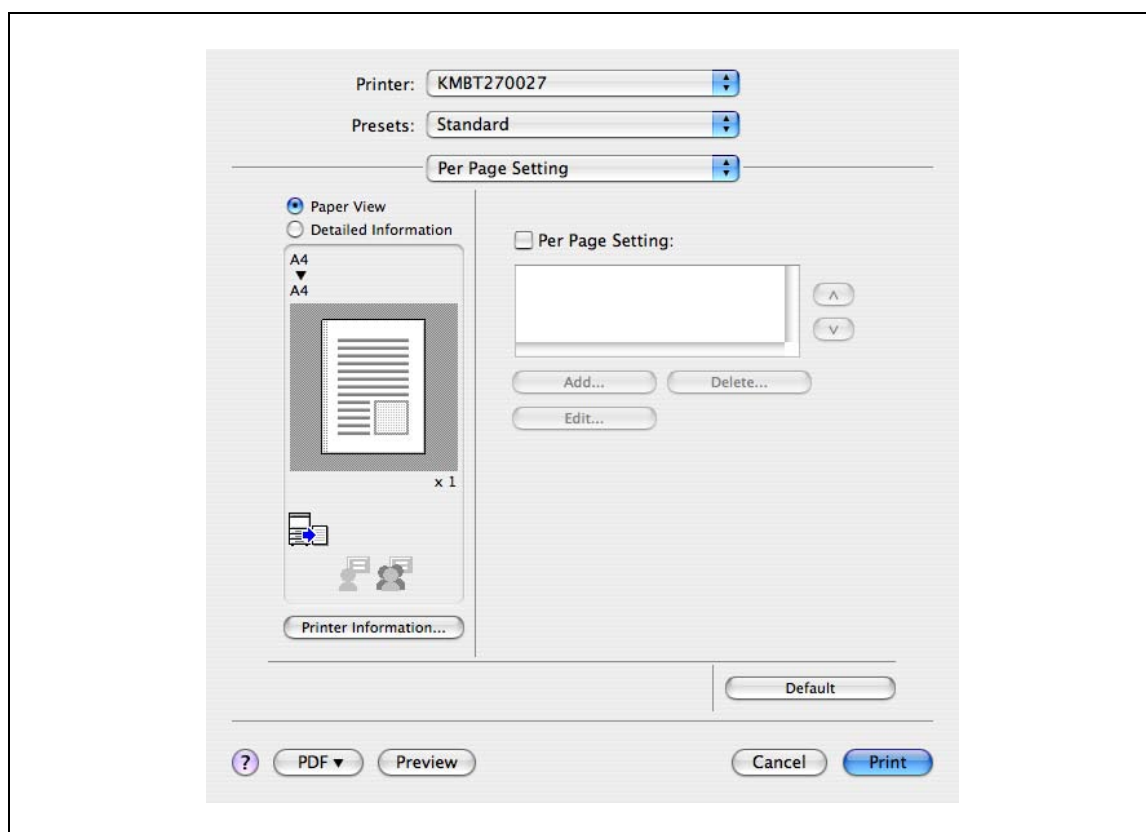 Printer: KMBT270027
Presets: Standard
Per Page Setting
Paper View
Detailed Information
A4
A4
x 1
Printer Information...
Per Page Setting:
Add... Delete...
Edit...
Default
? PDF Preview Cancel Print